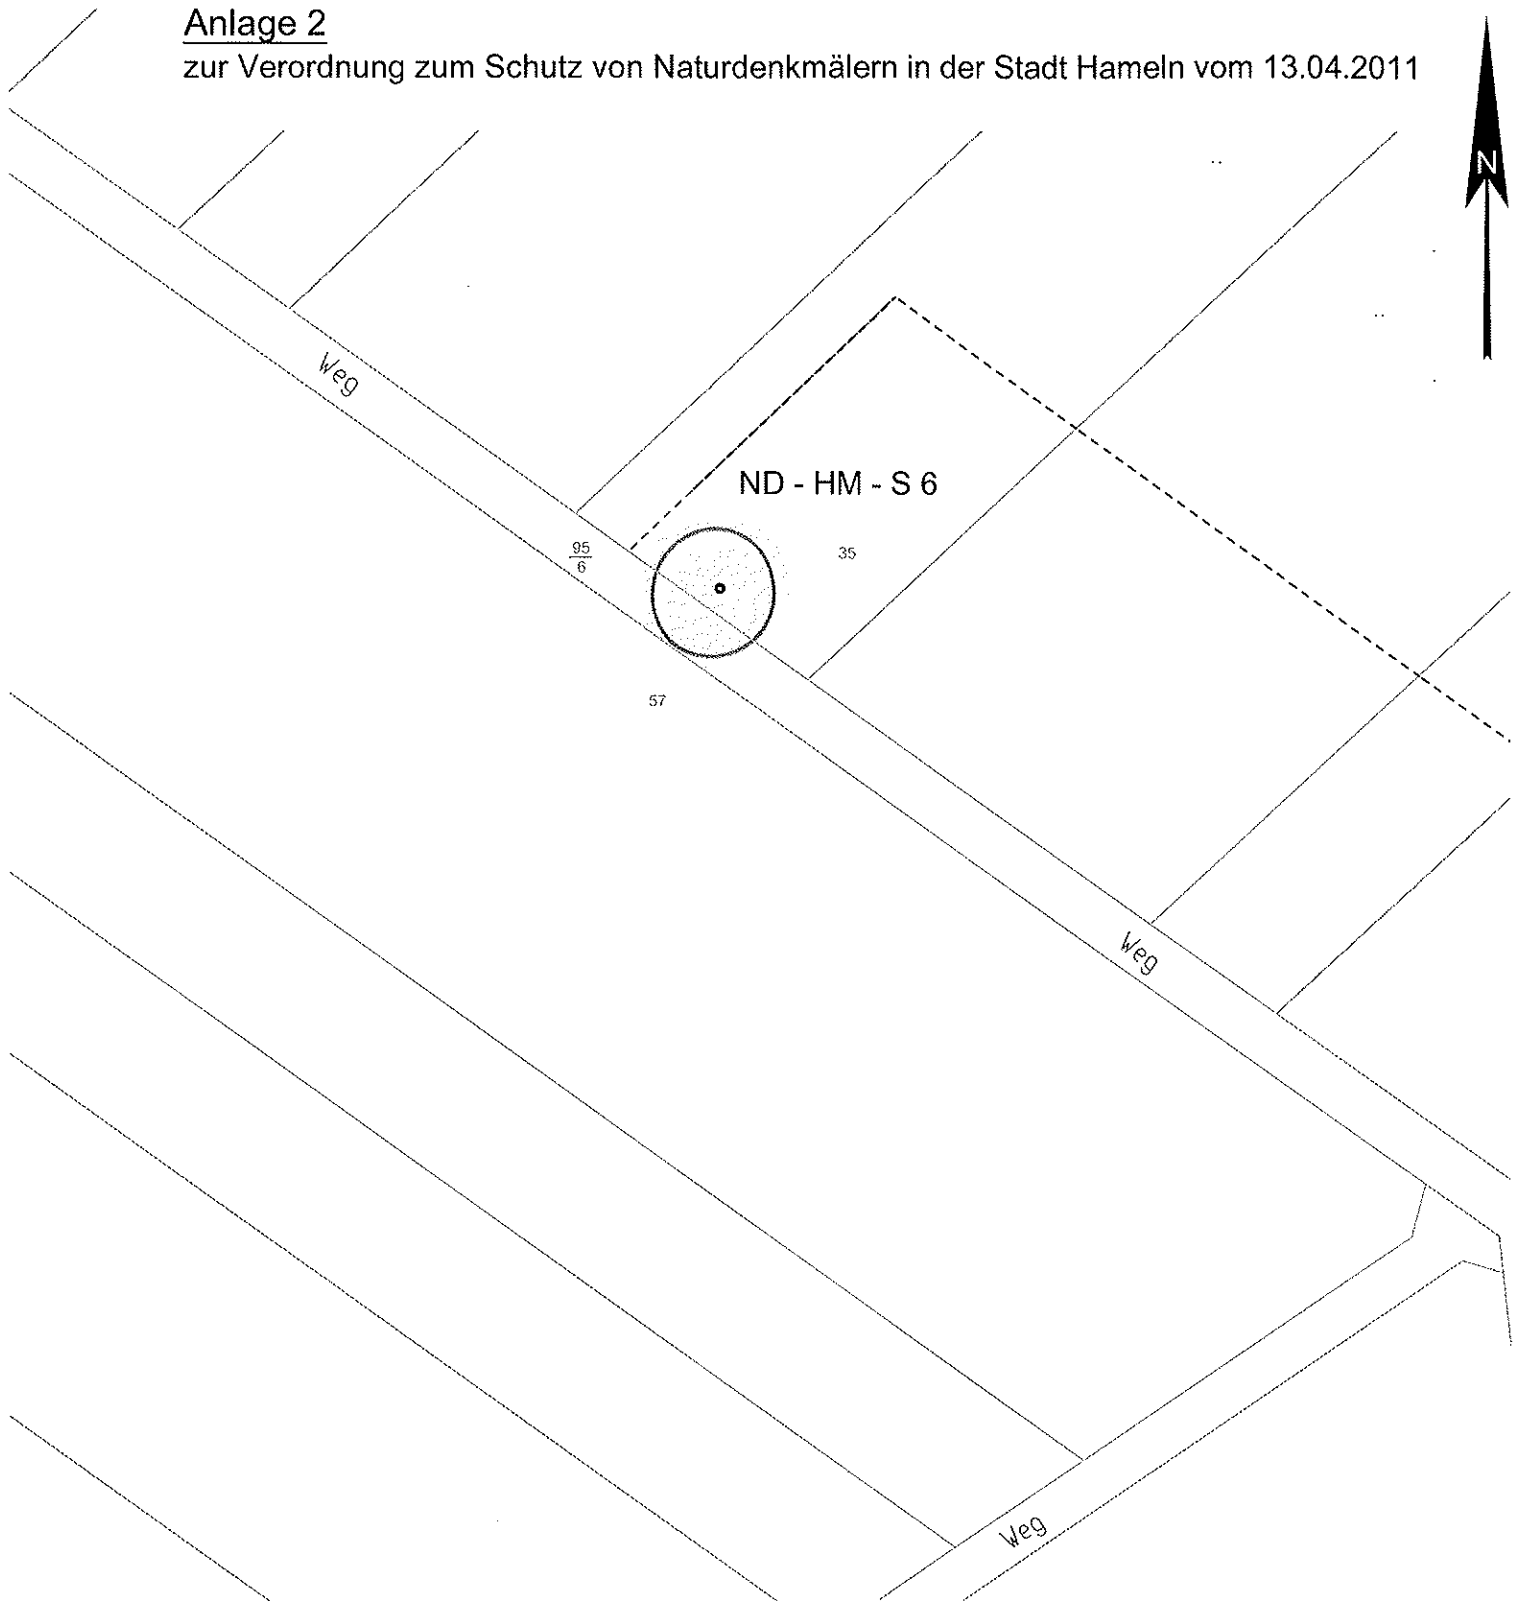 Anlage 2
zur Verordnung zum Schutz von Naturdenkmälern in der Stadt Hameln vom 13.04.2011
N
Weg
ND - HM - S 6
95
6
35
57
Weg
Weg